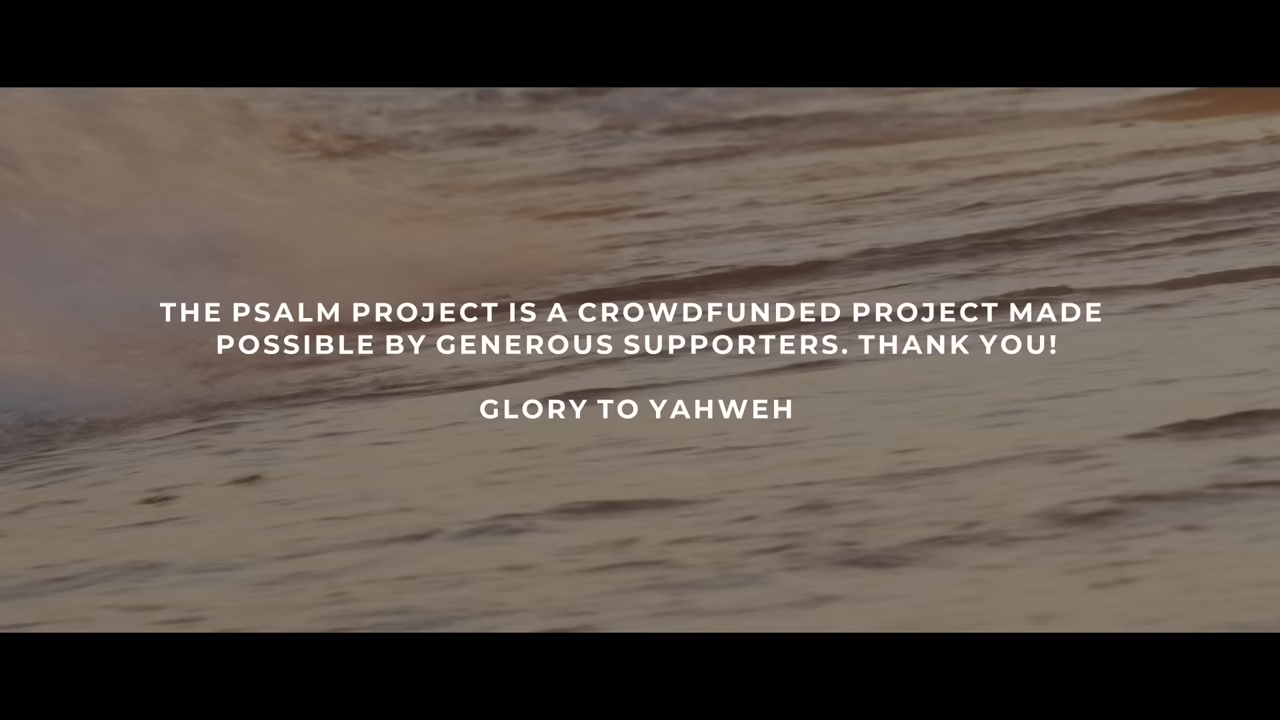 THE PSALM PROJECT IS A CROWDFUNDED PROJECT MADE
POSSIBLE BY GENEROUS SUPPORTERS. THANK YOU!
GLORY TO YAHWEH